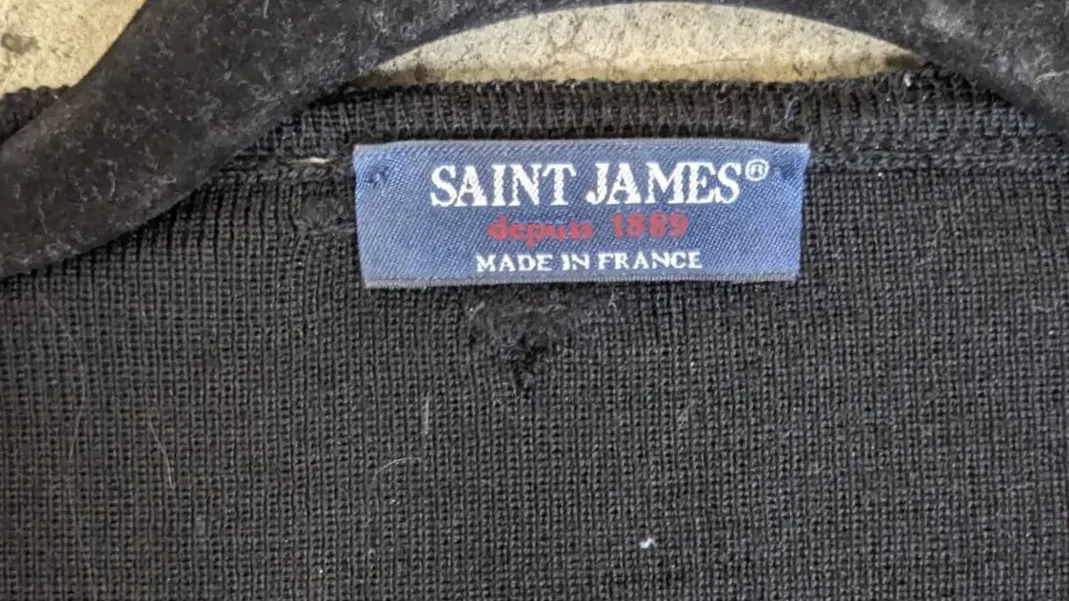 SAINT JAMES®
depuis 1889
MADE IN FRANCE